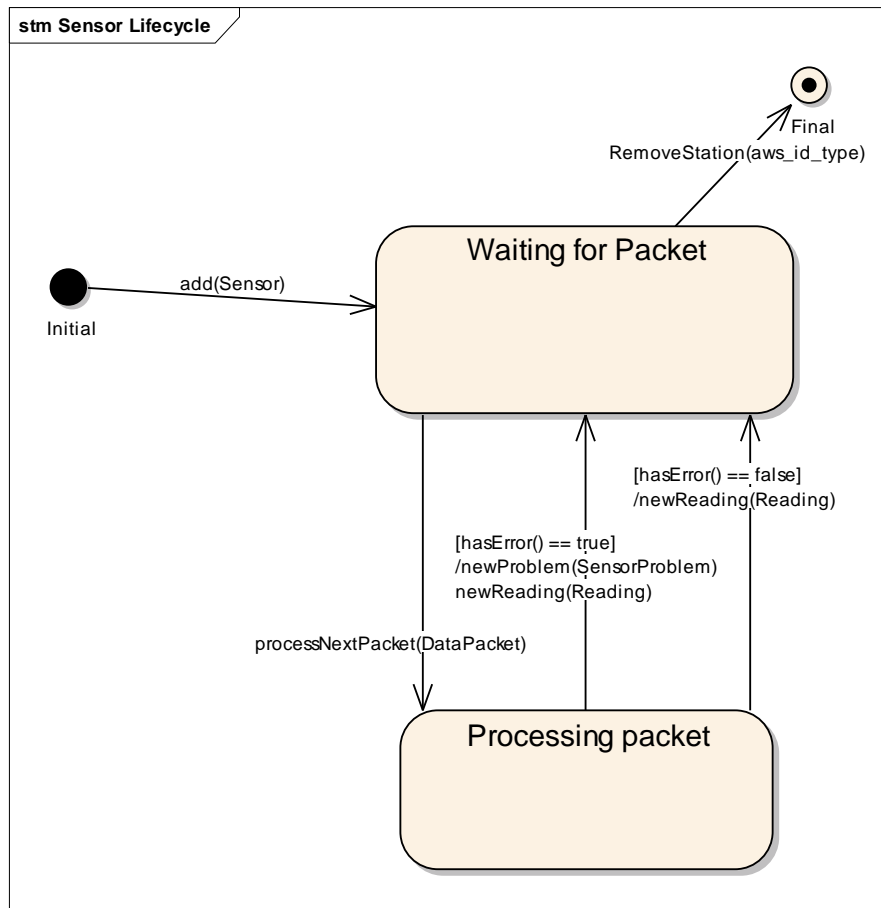 stm Sensor Lifecycle
Final
RemoveStation(aws_id_type)
Waiting for Packet
add(Sensor)
Initial
[hasError() == false]
/newReading(Reading)
[hasError() == true]
/newProblem(SensorProblem)
newReading(Reading)
processNextPacket(DataPacket)
Processing packet